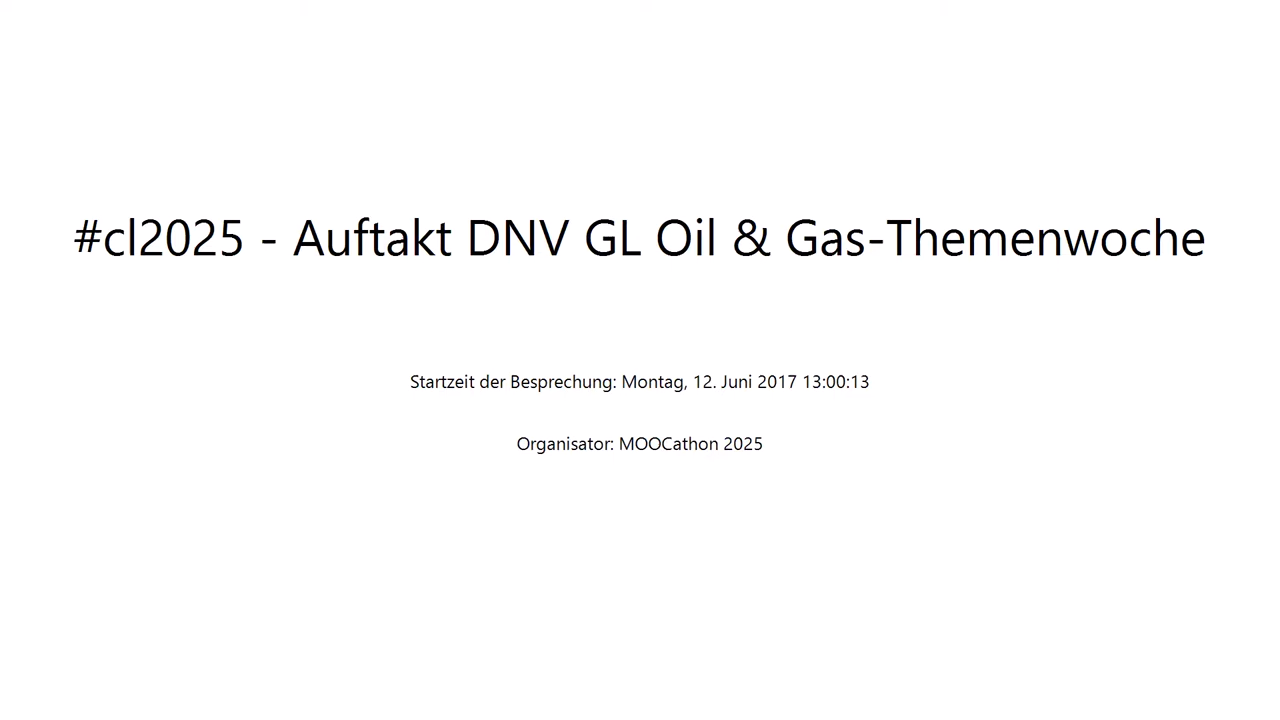 #cl2025 - Auftakt DNV GL Oil & Gas-Themenwoche
Startzeit der Besprechung: Montag, 12. Juni 2017 13:00:13
Organisator: MOOCathon 2025